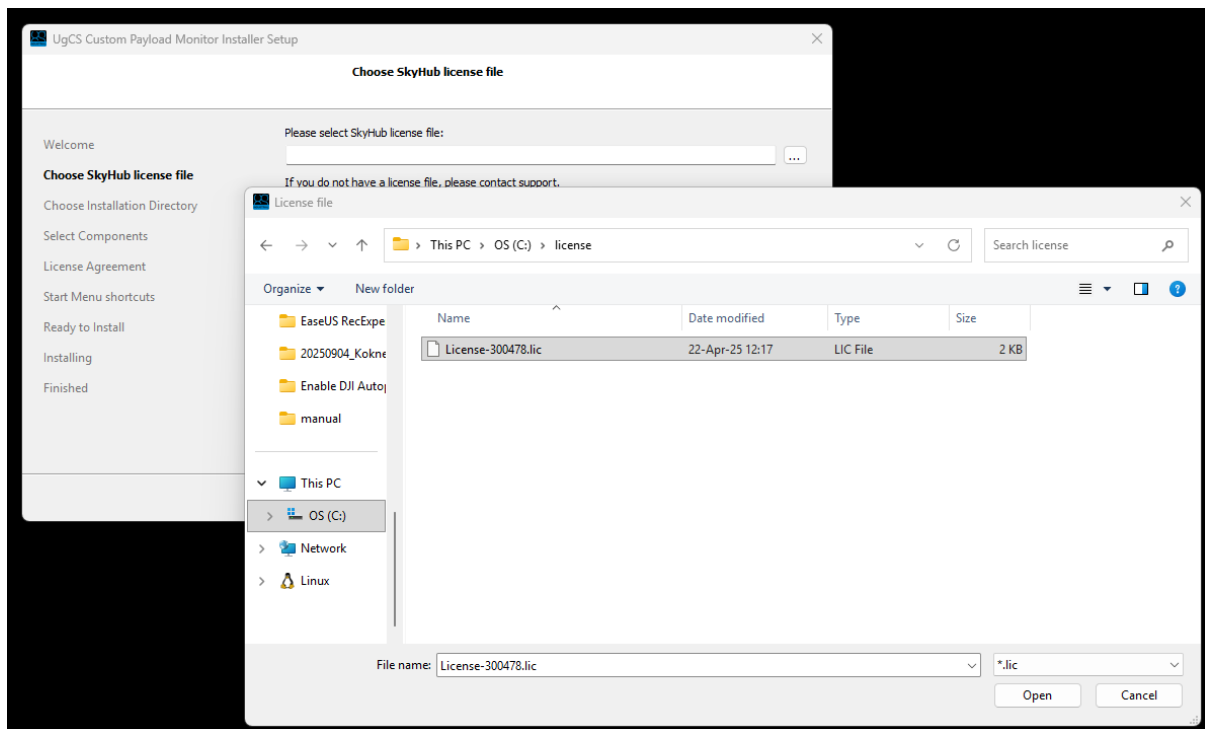 UgCS Custom Payload Monitor Installer Setup
Choose SkyHub license file
Welcome
Choose SkyHub license file
Choose Installation Directory
Select Components
License Agreement
Start Menu shortcuts
Ready to Install
Installing
Finished
Please select SkyHub license file:
...
If you do not have a license file, please contact support.
License file
This PC > OS (C:) > license
Search license
Organize
New folder
EaseUS RecExpe
20250904_Kokne
Enable DJI Autop
manual
This PC
OS (C:)
Network
Linux
Name Date modified Type Size
License-300478.lic 22-Apr-25 12:17 LIC File 2 KB
File name: License-300478.lic *.lic
Open Cancel